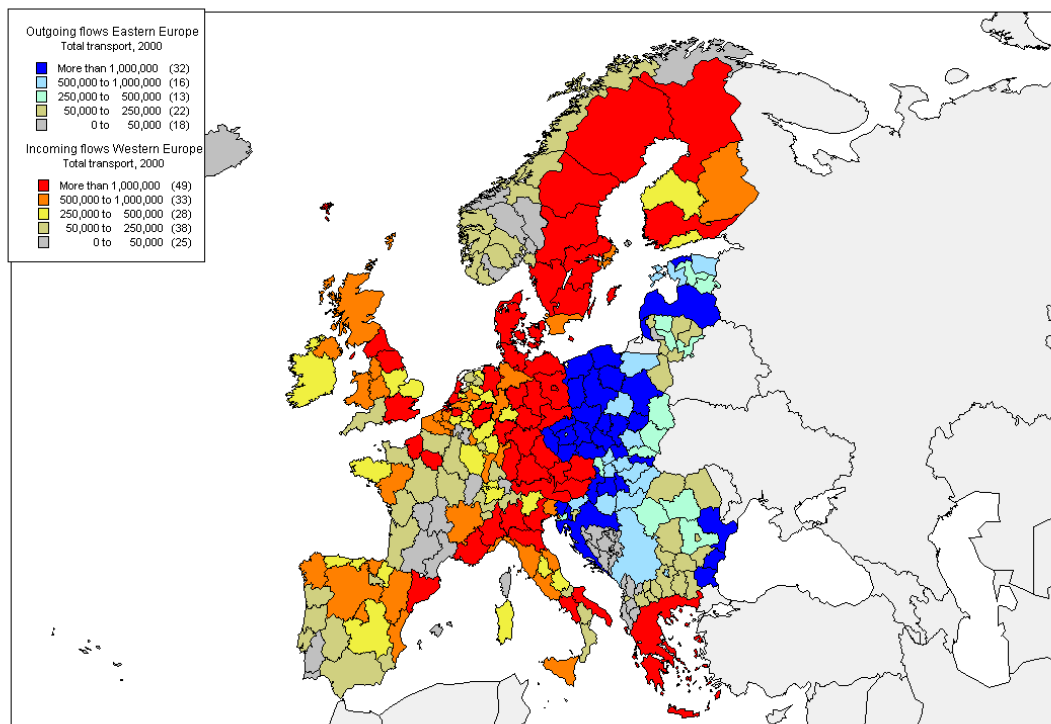 Outgoing flows Eastern Europe
Total transport, 2000
More than 1,000,000 (32)
500,000 to 1,000,000 (16)
250,000 to 500,000 (13)
50,000 to 250,000 (22)
0 to 50,000 (18)
Incoming flows Western Europe
Total transport, 2000
More than 1,000,000 (49)
500,000 to 1,000,000 (33)
250,000 to 500,000 (28)
50,000 to 250,000 (38)
0 to 50,000 (25)